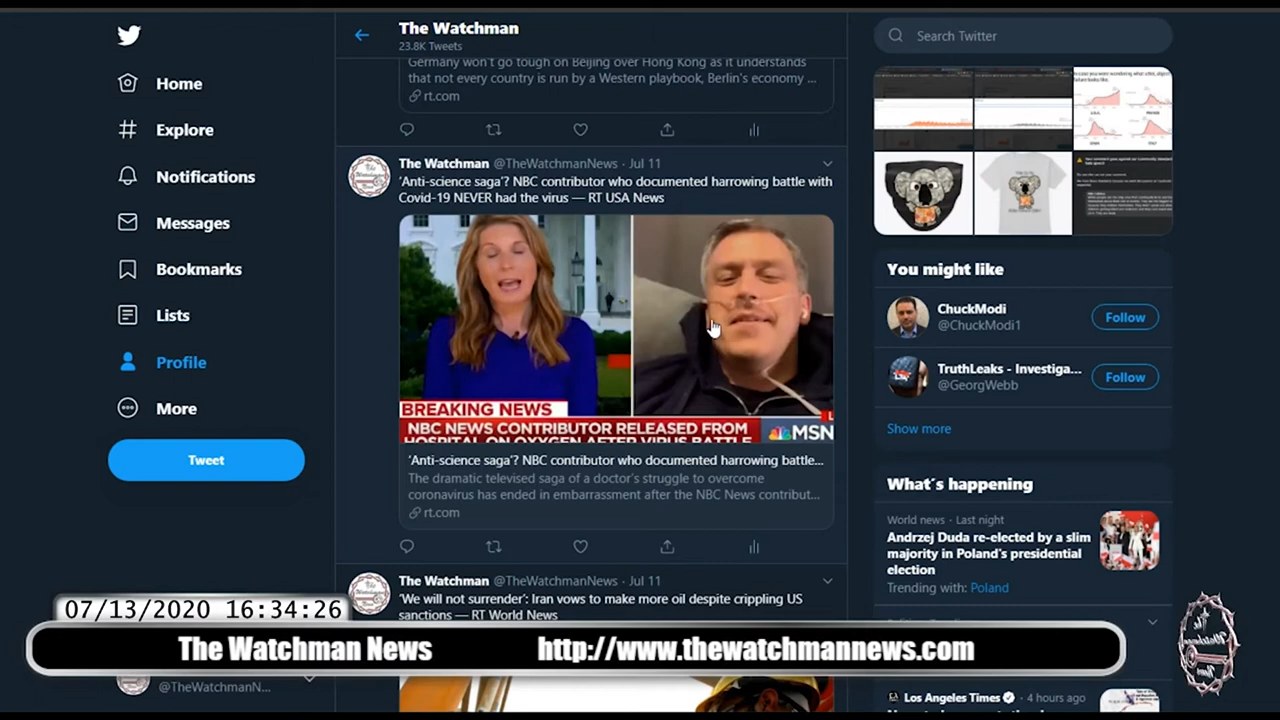 The Watchman
23.8K Tweets
Search Twitter
Home
Explore
Notifications
Messages
Bookmarks
Lists
Profile
More
Tweet
Germany won't go tough on Beijing over Hong Kong as it understands
that not every country is run by a Western playbook, Berlin's economy ...
rt.com
The Watchman @TheWatchmanNews · Jul 11
'Anti-science saga'? NBC contributor who documented harrowing battle with
Covid-19 NEVER had the virus — RT USA News
BREAKING NEWS
NBC NEWS CONTRIBUTOR RELEASED FROM
HOSPITAL ON OXYGEN AFTER VIRUS BATTLE
MSN
'Anti-science saga'? NBC contributor who documented harrowing battle...
The dramatic televised saga of a doctor's struggle to overcome
coronavirus has ended in embarrassment after the NBC News contribut...
rt.com
The Watchman @TheWatchmanNews · Jul 11
'We will not surrender': Iran vows to make more oil despite crippling US
sanctions — RT World News
You might like
ChuckModi
@ChuckModi1
Follow
TruthLeaks - Investiga...
@GeorgWebb
Follow
Show more
What's happening
World news · Last night
Andrzej Duda re-elected by a slim
majority in Poland's presidential
election
Trending with: Poland
Los Angeles Times · 4 hours ago
07/13/2020 16:34:26
The Watchman News http://www.thewatchmannews.com
@TheWatchmanN...
The
Watchman
News